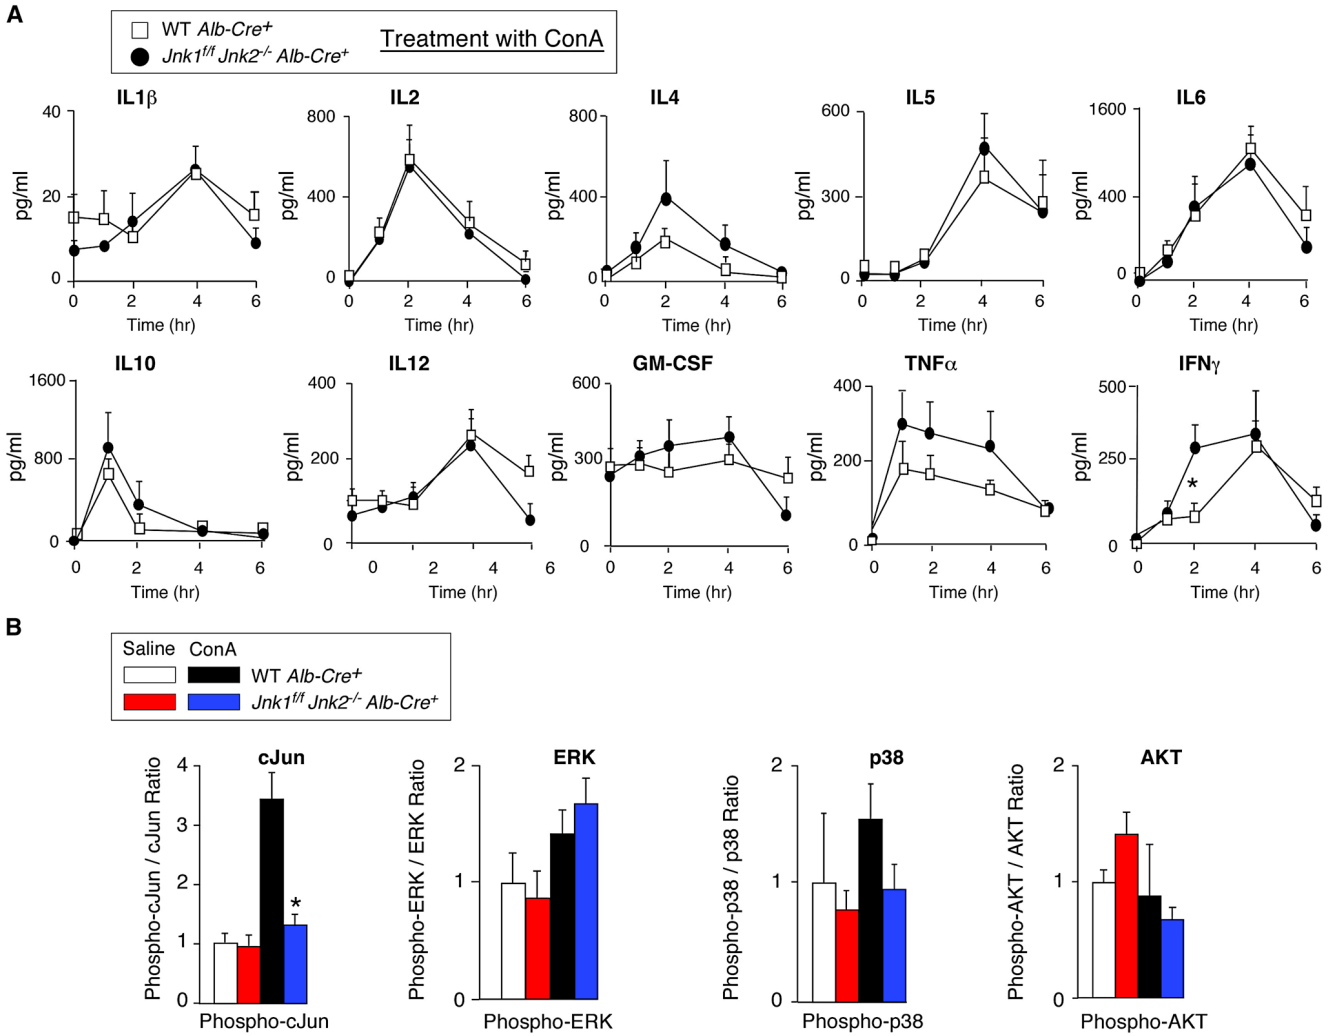 A
WT Alb-Cre+
Jnk1f/f Jnk2-/- Alb-Cre+
Treatment with ConA
IL1β
IL2
IL4
IL5
IL6
pg/ml
40
20
0
0 2 4 6
Time (hr)
pg/ml
800
400
0
0 2 4 6
Time (hr)
pg/ml
800
400
0
0 2 4 6
Time (hr)
pg/ml
600
300
0
0 2 4 6
Time (hr)
pg/ml
1600
400
0
0 2 4 6
Time (hr)
IL10
IL12
GM-CSF
TNFα
IFNγ
pg/ml
1600
800
0
0 2 4 6
Time (hr)
pg/ml
400
200
0
0 2 4 6
Time (hr)
pg/ml
600
300
0
0 2 4 6
Time (hr)
pg/ml
400
200
0
0 2 4 6
Time (hr)
pg/ml
500
250
0
*
0 2 4 6
Time (hr)
B
Saline ConA
WT Alb-Cre+
Jnk1f/f Jnk2-/- Alb-Cre+
cJun
Phospho-cJun / cJun Ratio
4
3
2
1
0
*
Phospho-cJun
ERK
Phospho-ERK / ERK Ratio
2
1
0
Phospho-ERK
p38
Phospho-p38 / p38 Ratio
2
1
0
Phospho-p38
AKT
Phospho-AKT / AKT Ratio
2
1
0
Phospho-AKT